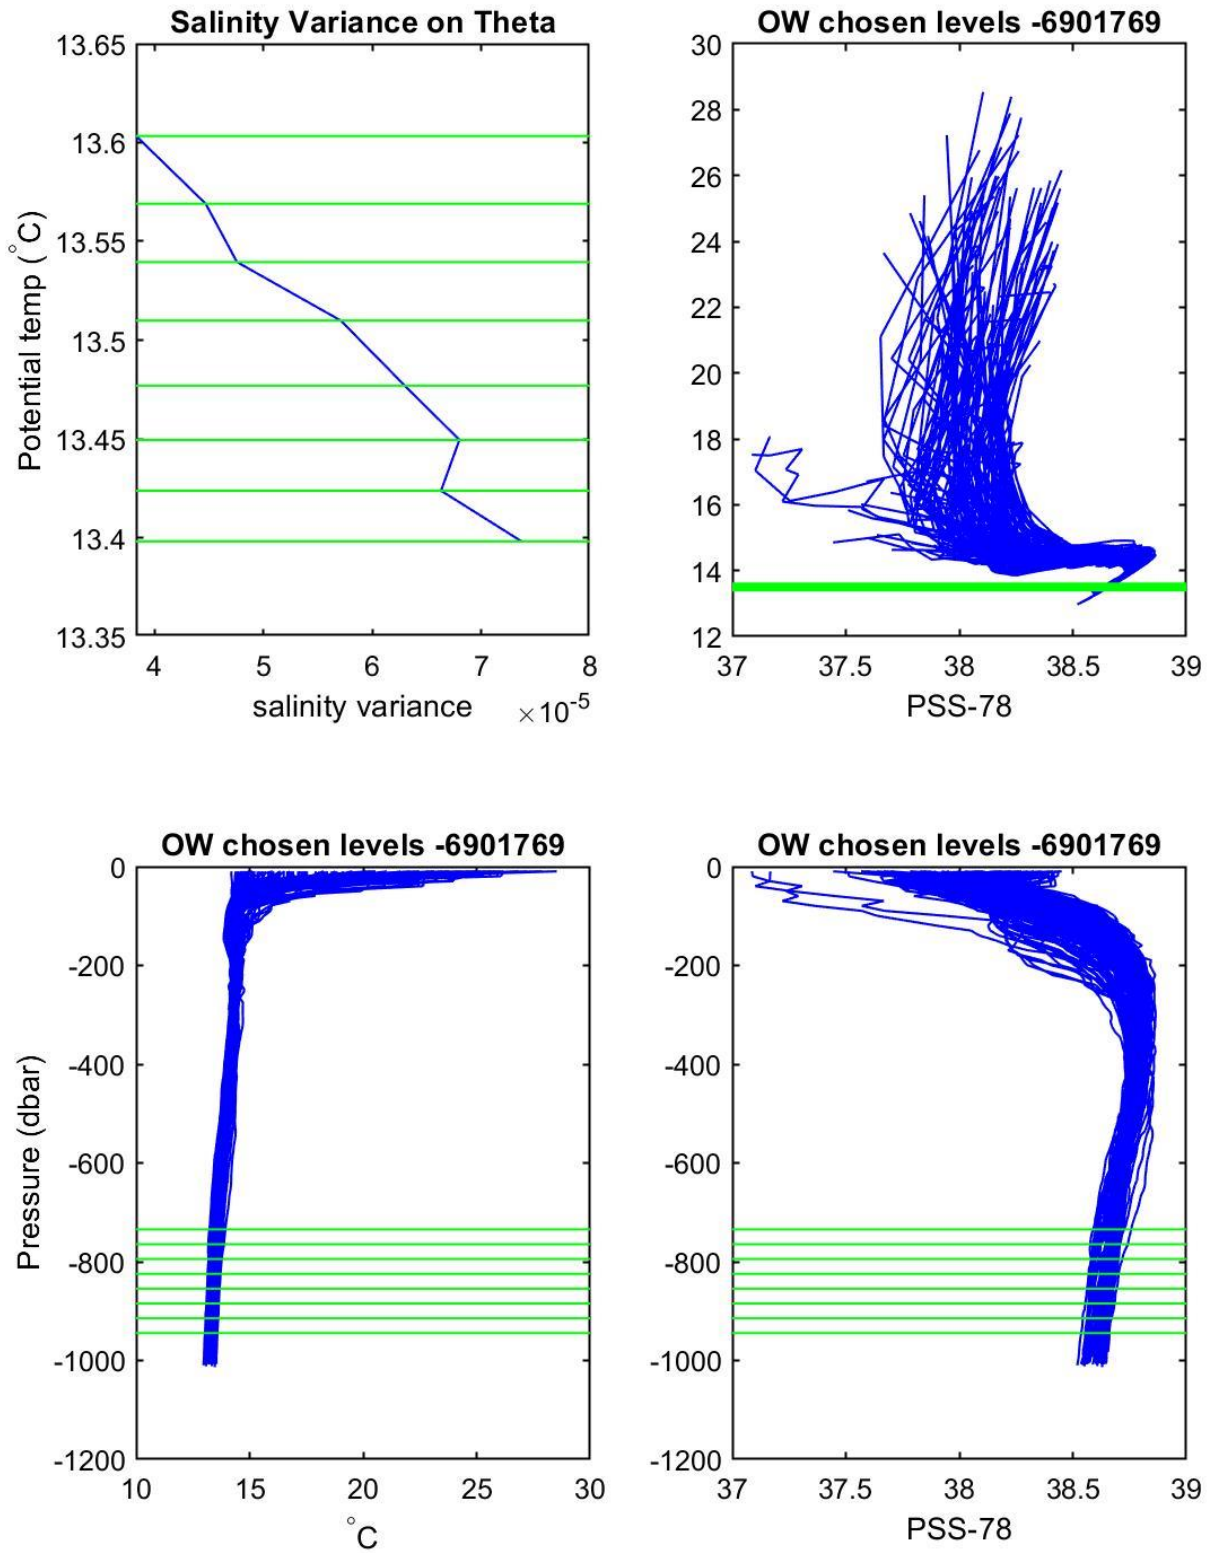 Salinity Variance on Theta
13.65
13.6
13.55
13.5
13.45
13.4
13.35
Potential temp (°C)
4 5 6 7 8
salinity variance ×10-5
OW chosen levels -6901769
30
28
26
24
22
20
18
16
14
12
37 37.5 38 38.5 39
PSS-78
OW chosen levels -6901769
0
-200
-400
-600
-800
-1000
-1200
Pressure (dbar)
10 15 20 25 30
°C
OW chosen levels -6901769
0
-200
-400
-600
-800
-1000
-1200
37 37.5 38 38.5 39
PSS-78